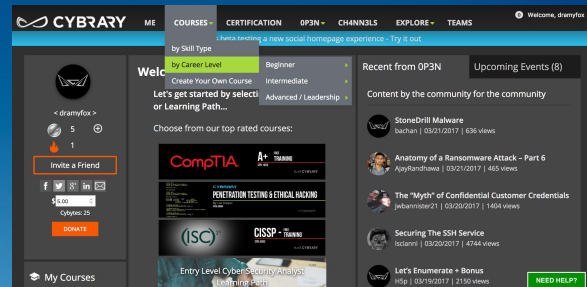 CYBRARY
ME COURSES CERTIFICATION 0P3N CH4NN3LS EXPLORE TEAMS
Welcome, dramyfox
beta testing a new social homepage experience - Try it out
by Skill Type
by Career Level
Create Your Own Course
Beginner
Intermediate
Advanced / Leadership
< dramyfox >
5
1
Invite a Friend
$ 5.00
Cybytes: 25
DONATE
My Courses
Welc
Let's get started by selecti
or Learning Path...
Choose from our top rated courses:
CompTIA A+ TRAINING
CYBRARY
PENETRATION TESTING & ETHICAL HACKING
(ISC)² CISSP - TRAINING
Entry Level Cyber Security Analyst
Learning Path
Recent from 0P3N
Upcoming Events (8)
Content by the community for the community
StoneDrill Malware
bachan | 03/21/2017 | 636 views
Anatomy of a Ransomware Attack – Part 6
AjayRandhawa | 03/21/2017 | 465 views
The "Myth" of Confidential Customer Credentials
jwbannister21 | 03/20/2017 | 1404 views
Securing The SSH Service
lscianni | 03/20/2017 | 4744 views
Let's Enumerate + Bonus
H5p | 03/19/2017 | 2150 views
NEED HELP?